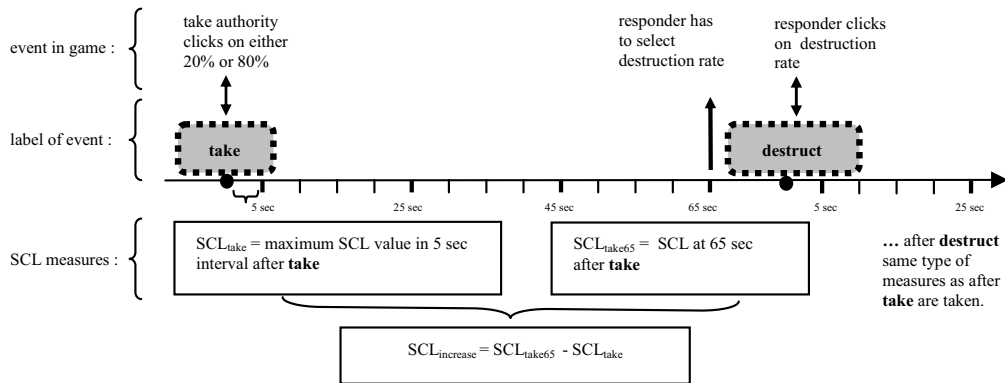 event in game :
take authority
clicks on either
20% or 80%
responder has
to select
destruction rate
responder clicks
on destruction
rate
label of event :
take
destruct
5 sec
25 sec
45 sec
65 sec
5 sec
25 sec
SCL measures :
SCLtake = maximum SCL value in 5 sec
interval after take
SCLtake65 = SCL at 65 sec
after take
… after destruct
same type of
measures as after
take are taken.
SCLincrease = SCLtake65 - SCLtake